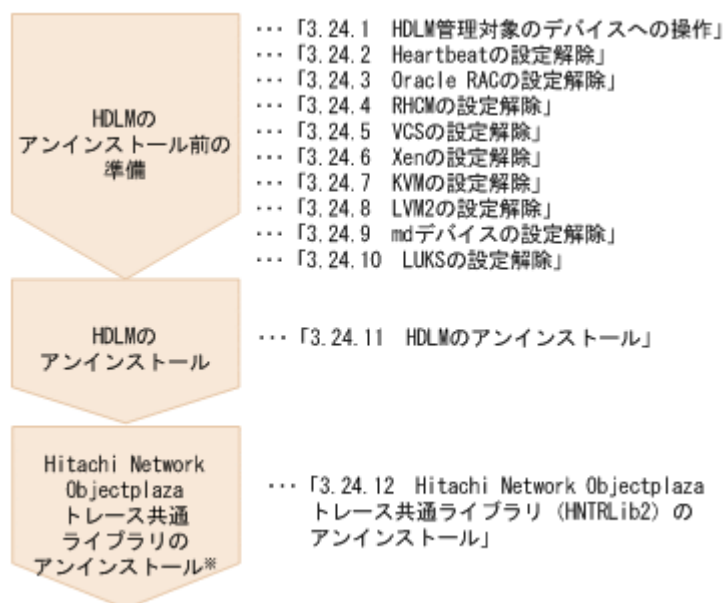 HDLMの
アンインストール前の
準備
･･･「3.24.1　HDLM管理対象のデバイスへの操作」
･･･「3.24.2　Heartbeatの設定解除」
･･･「3.24.3　Oracle RACの設定解除」
･･･「3.24.4　RHCMの設定解除」
･･･「3.24.5　VCSの設定解除」
･･･「3.24.6　Xenの設定解除」
･･･「3.24.7　KVMの設定解除」
･･･「3.24.8　LVM2の設定解除」
･･･「3.24.9　mdデバイスの設定解除」
･･･「3.24.10　LUKSの設定解除」
HDLMの
アンインストール
･･･「3.24.11　HDLMのアンインストール」
Hitachi Network
Objectplaza
トレース共通
ライブラリの
アンインストール※
･･･「3.24.12　Hitachi Network Objectplaza
トレース共通ライブラリ（HNTRLib2）の
アンインストール」